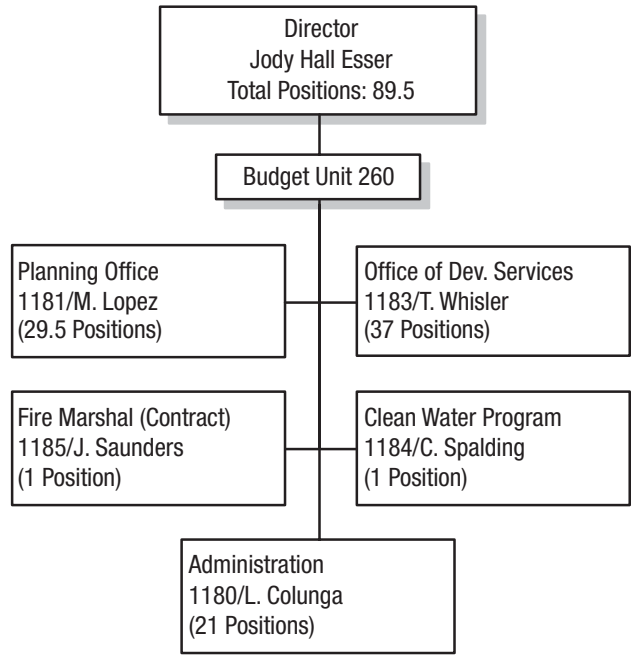 Director
Jody Hall Esser
Total Positions: 89.5
Budget Unit 260
Planning Office
1181/M. Lopez
(29.5 Positions)
Office of Dev. Services
1183/T. Whisler
(37 Positions)
Fire Marshal (Contract)
1185/J. Saunders
(1 Position)
Clean Water Program
1184/C. Spalding
(1 Position)
Administration
1180/L. Colunga
(21 Positions)